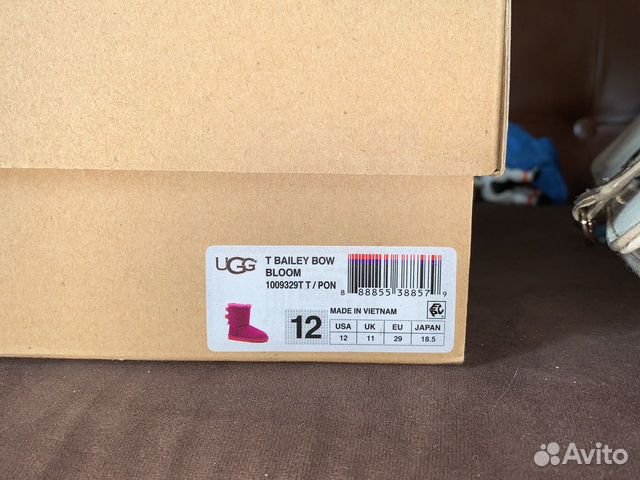 UGG
T BAILEY BOW
BLOOM
1009329T T / PON
8 88855 38857 9
12
MADE IN VIETNAM
USA UK EU JAPAN
12 11 29 18.5
Avito